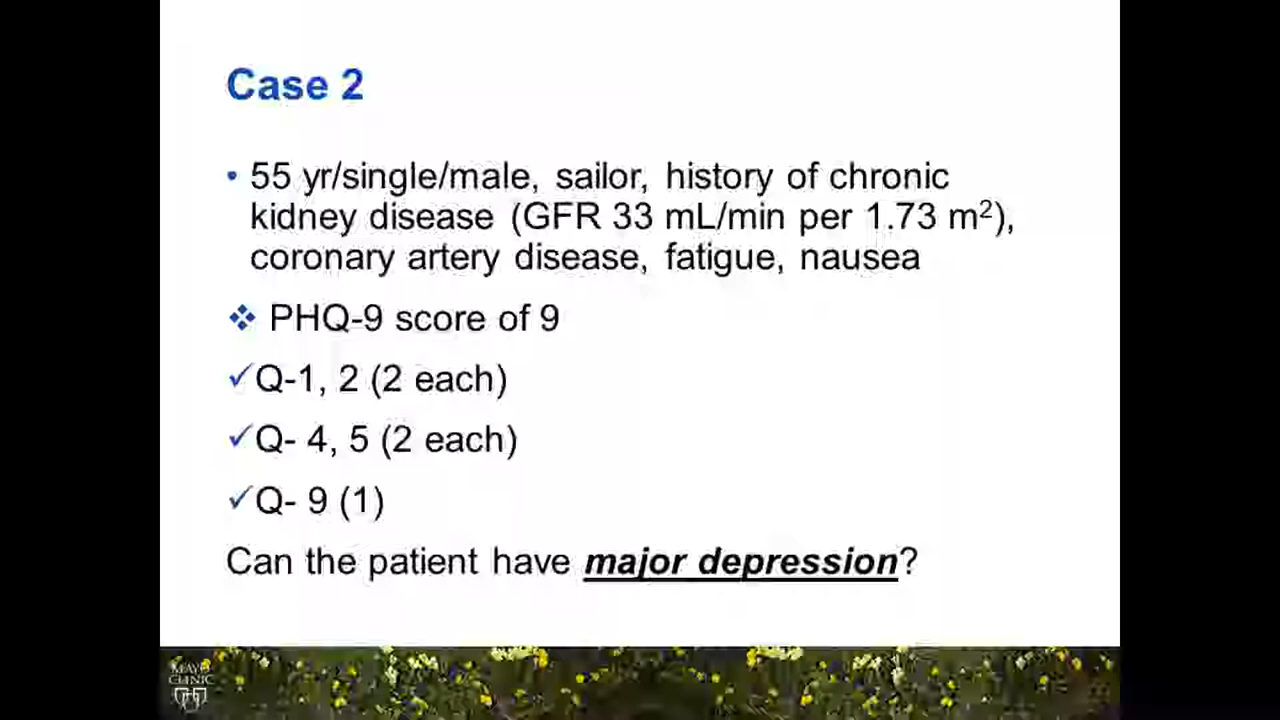 Case 2
• 55 yr/single/male, sailor, history of chronic
kidney disease (GFR 33 mL/min per 1.73 m²),
coronary artery disease, fatigue, nausea
❖ PHQ-9 score of 9
✓Q-1, 2 (2 each)
✓Q- 4, 5 (2 each)
✓Q- 9 (1)
Can the patient have major depression?
MAYO
CLINIC